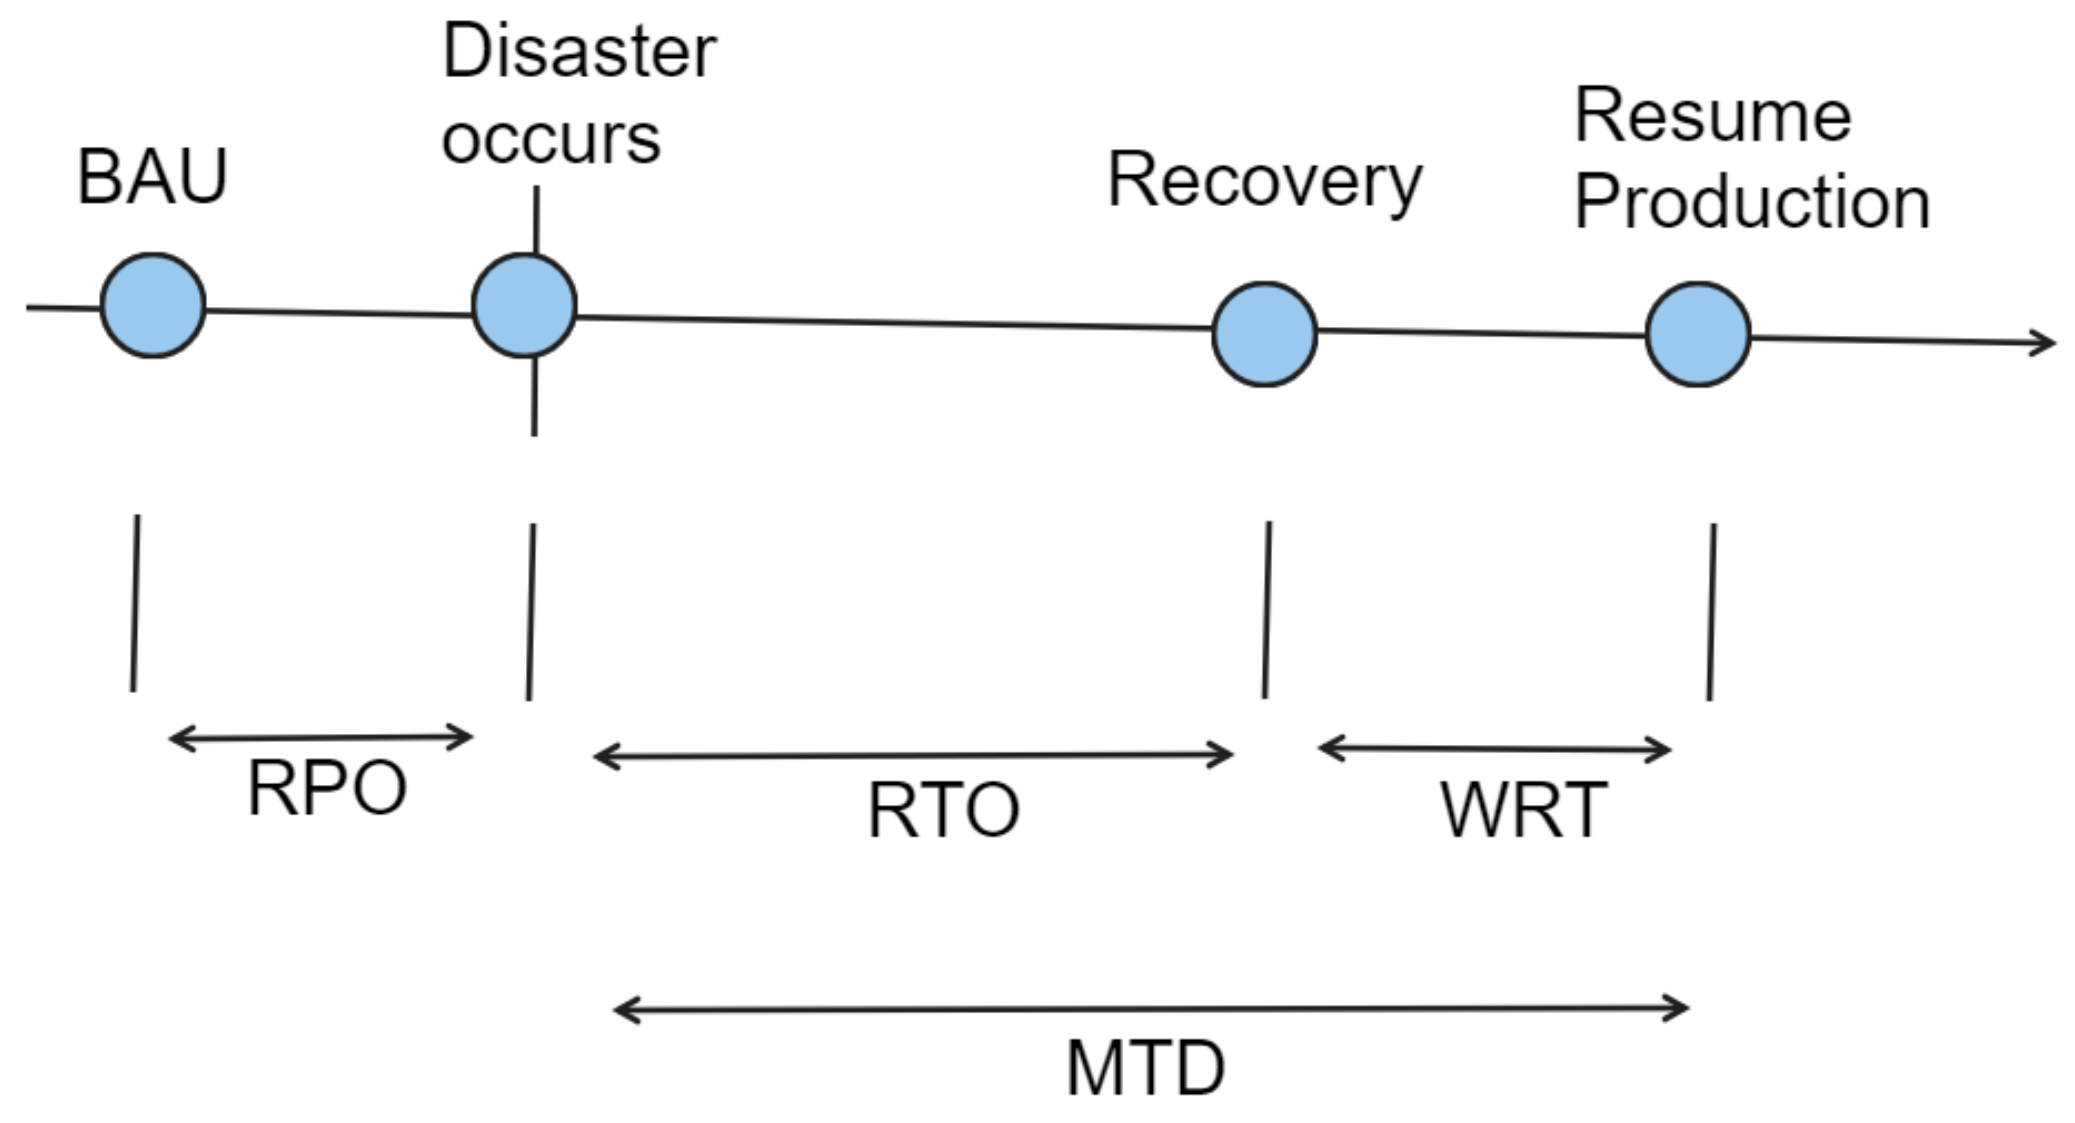 Disaster
occurs
BAU
Recovery
Resume
Production
RPO
RTO
WRT
MTD